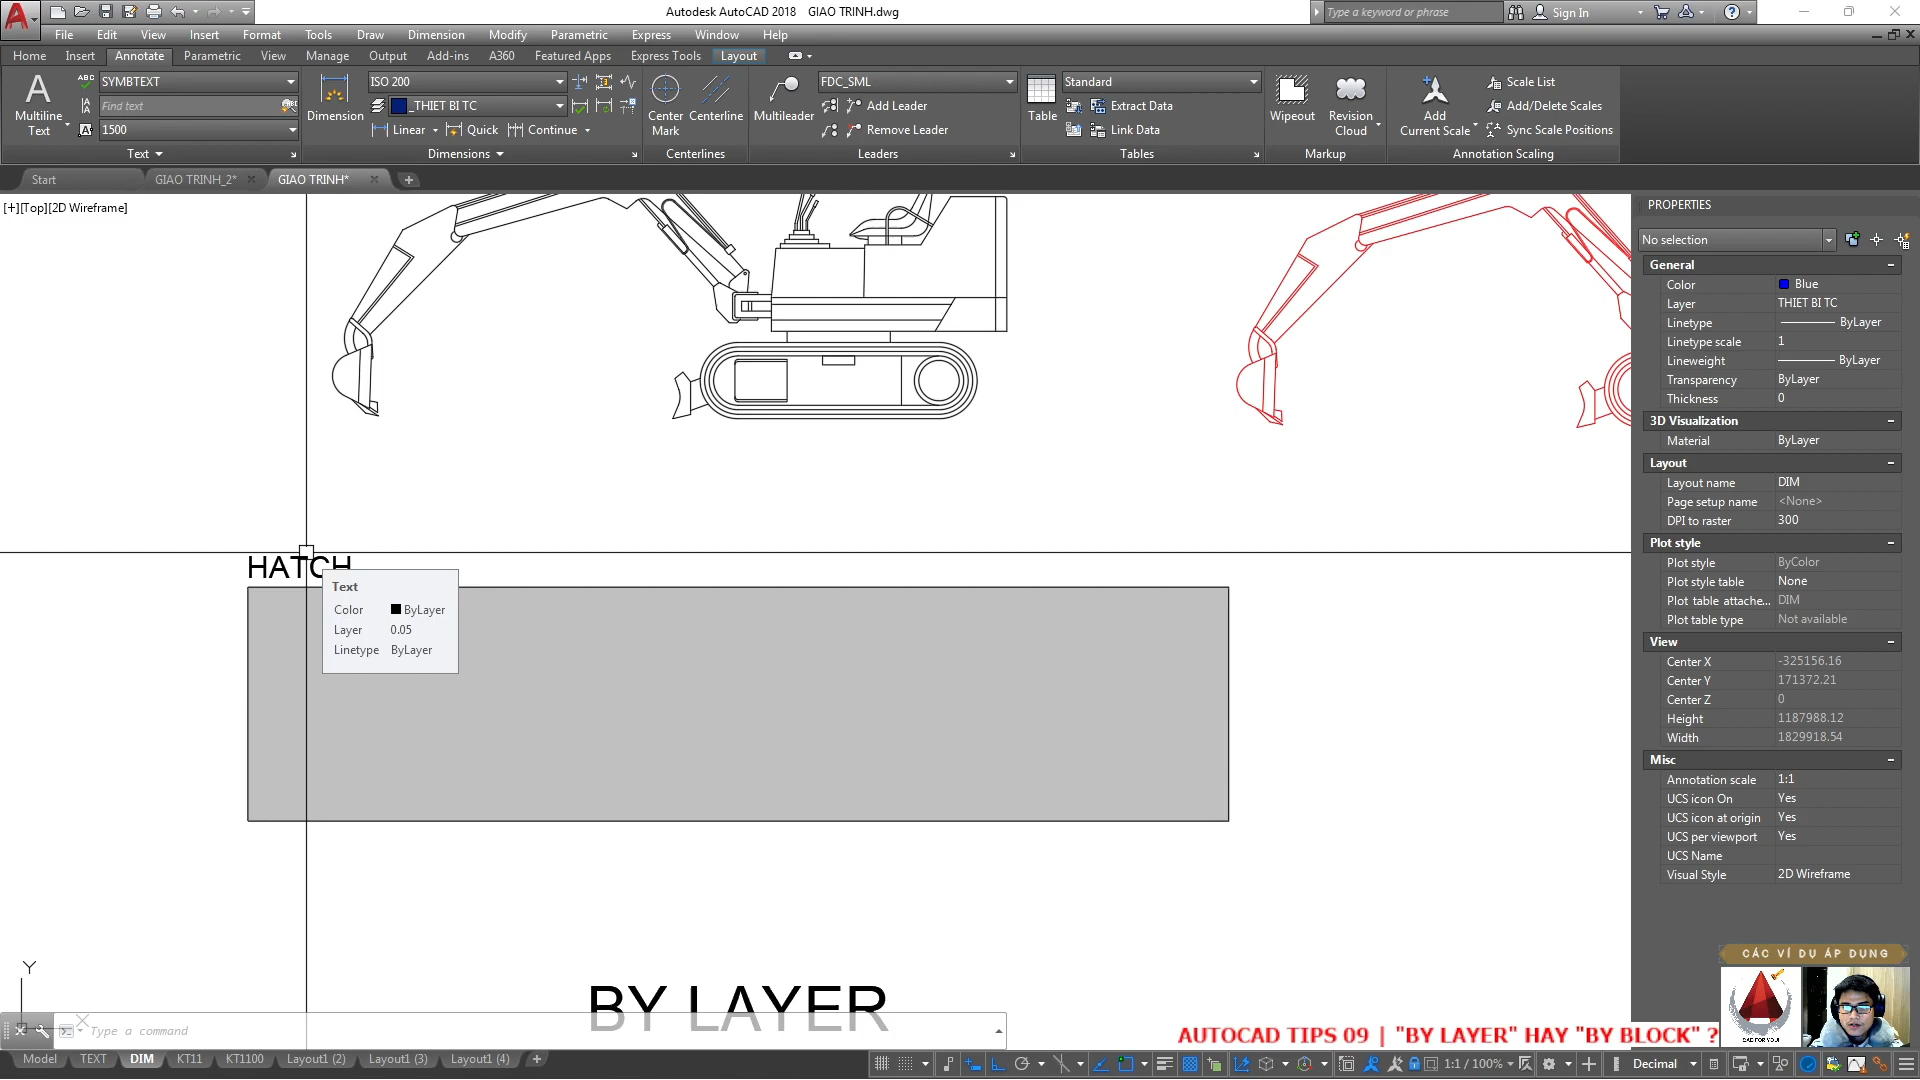 Autodesk AutoCAD 2018 GIAO TRINH.dwg
Type a keyword or phrase
Sign In
File Edit View Insert Format Tools Draw Dimension Modify Parametric Express Window Help
Home Insert Annotate Parametric View Manage Output Add-ins A360 Featured Apps Express Tools Layout
Multiline Text
ABC SYMBTEXT
Find text
1500
Text
Dimension
ISO 200
_THIET BI TC
Linear Quick Continue
Dimensions
Center Mark
Centerline
Centerlines
Multileader
FDC_SML
Add Leader
Remove Leader
Leaders
Table
Standard
Extract Data
Link Data
Tables
Wipeout
Revision Cloud
Markup
Add Current Scale
Scale List
Add/Delete Scales
Sync Scale Positions
Annotation Scaling
Start GIAO TRINH_2* GIAO TRINH*
[+][Top][2D Wireframe]
HATCH
Text
Color ByLayer
Layer 0.05
Linetype ByLayer
BY LAYER
Y
Type a command
PROPERTIES
No selection
General
Color Blue
Layer THIET BI TC
Linetype ByLayer
Linetype scale 1
Lineweight ByLayer
Transparency ByLayer
Thickness 0
3D Visualization
Material ByLayer
Layout
Layout name DIM
Page setup name <None>
DPI to raster 300
Plot style
Plot style ByColor
Plot style table None
Plot table attache... DIM
Plot table type Not available
View
Center X -325156.16
Center Y 171372.21
Center Z 0
Height 1187988.12
Width 1829918.54
Misc
Annotation scale 1:1
UCS icon On Yes
UCS icon at origin Yes
UCS per viewport Yes
UCS Name
Visual Style 2D Wireframe
CÁC VÍ DỤ ÁP DỤNG
CAD FOR YOU!
AUTOCAD TIPS 09 | "BY LAYER" HAY "BY BLOCK" ?
Model TEXT DIM KT11 KT1100 Layout1 (2) Layout1 (3) Layout1 (4)
1:1 / 100% Decimal